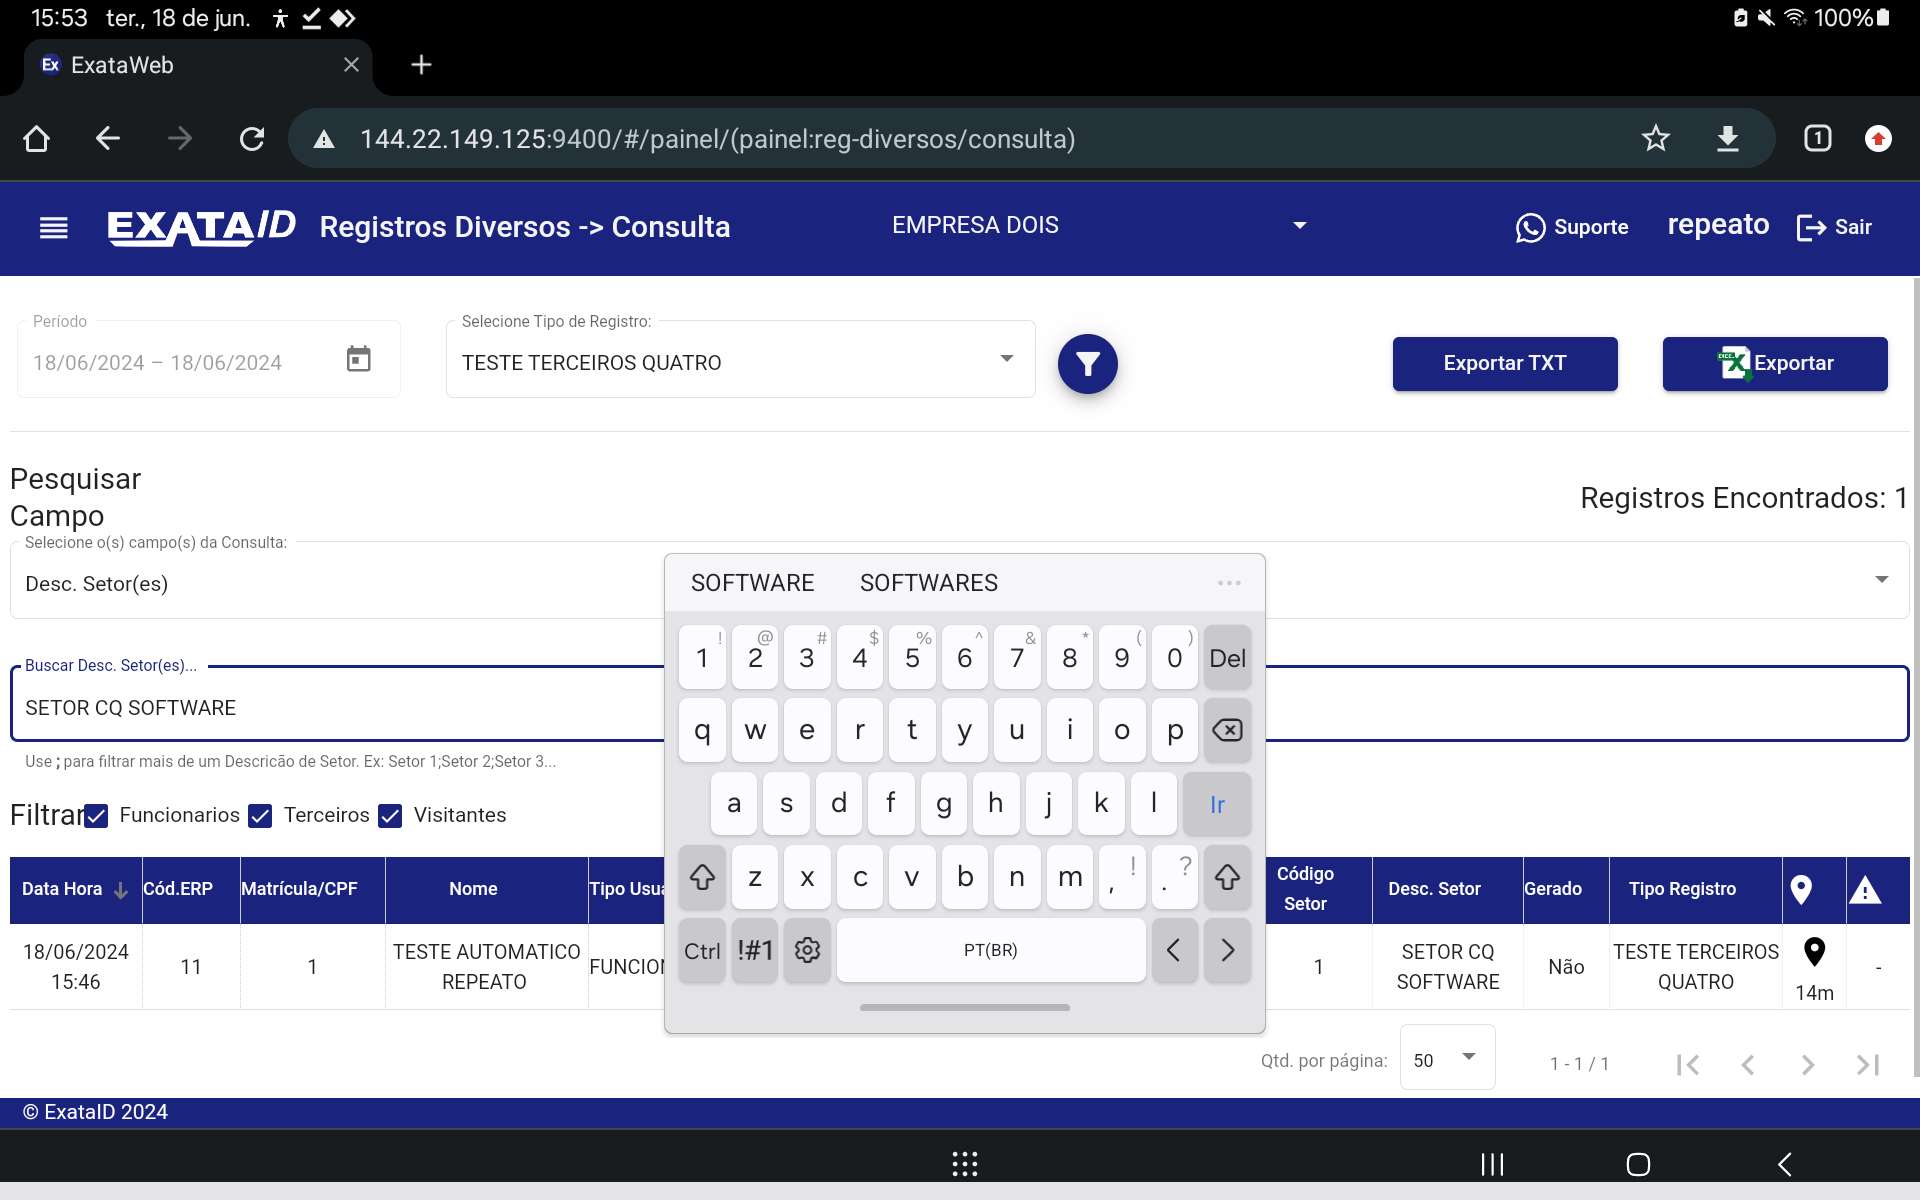 15:53 ter., 18 de jun. 100%
Ex ExataWeb
144.22.149.125:9400/#/painel/(painel:reg-diversos/consulta) 1
EXATAID Registros Diversos -> Consulta EMPRESA DOIS Suporte repeato Sair
Período Selecione Tipo de Registro:
18/06/2024 – 18/06/2024 TESTE TERCEIROS QUATRO Exportar TXT Exportar
Pesquisar
Campo
Registros Encontrados: 1
Selecione o(s) campo(s) da Consulta:
Desc. Setor(es)
Buscar Desc. Setor(es)...
SETOR CQ SOFTWARE
Use ; para filtrar mais de um Descricão de Setor. Ex: Setor 1;Setor 2;Setor 3...
Filtrar Funcionarios Terceiros Visitantes
SOFTWARE SOFTWARES ...
! @ # $ % ^ & * ( )
1 2 3 4 5 6 7 8 9 0 Del
q w e r t y u i o p
a s d f g h j k l Ir
z x c v b n m , ! . ?
Ctrl !#1 PT(BR) < >
Data Hora Cód.ERP Matrícula/CPF Nome Tipo Usua Código Setor Desc. Setor Gerado Tipo Registro
18/06/2024 11 1 TESTE AUTOMATICO FUNCION 1 SETOR CQ Não TESTE TERCEIROS -
15:46 REPEATO SOFTWARE QUATRO 14m
Qtd. por página: 50 1 - 1 / 1
© ExataID 2024